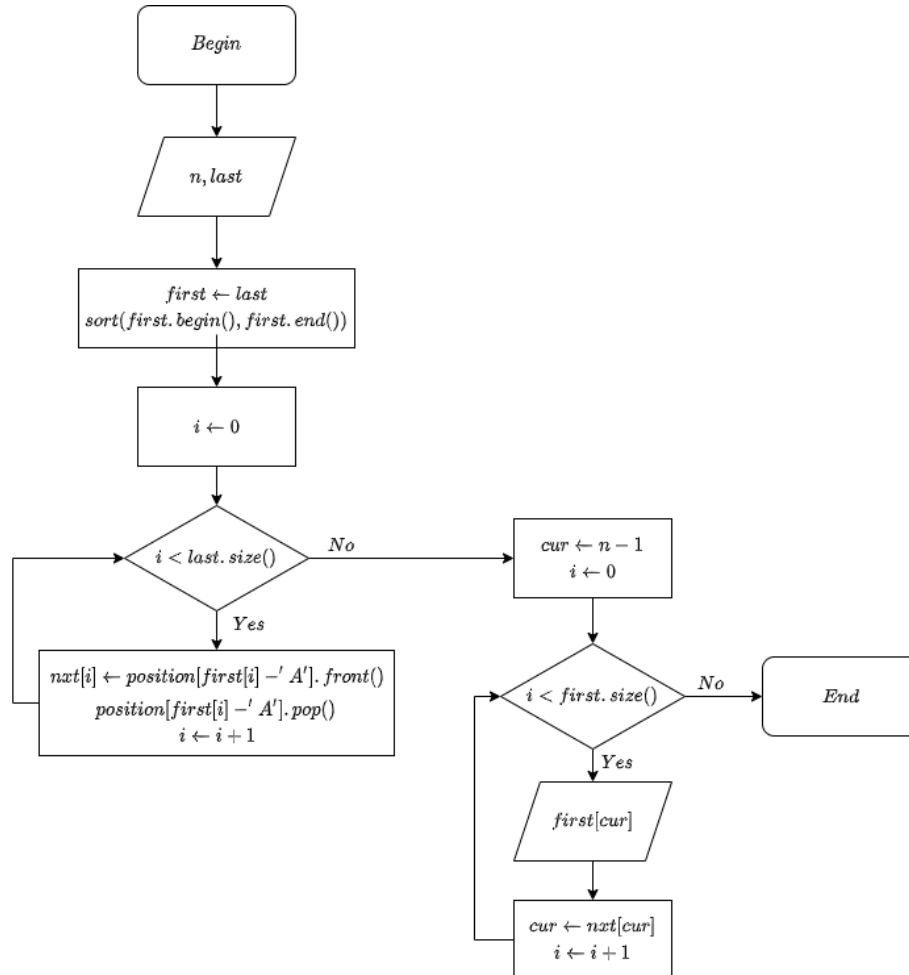 Begin
n, last
first ← last
sort(first. begin(), first. end())
i ← 0
i < last. size()
No
Yes
nxt[i] ← position[first[i] −′ A′]. front()
position[first[i] −′ A′]. pop()
i ← i + 1
cur ← n − 1
i ← 0
i < first. size()
No
End
Yes
first[cur]
cur ← nxt[cur]
i ← i + 1